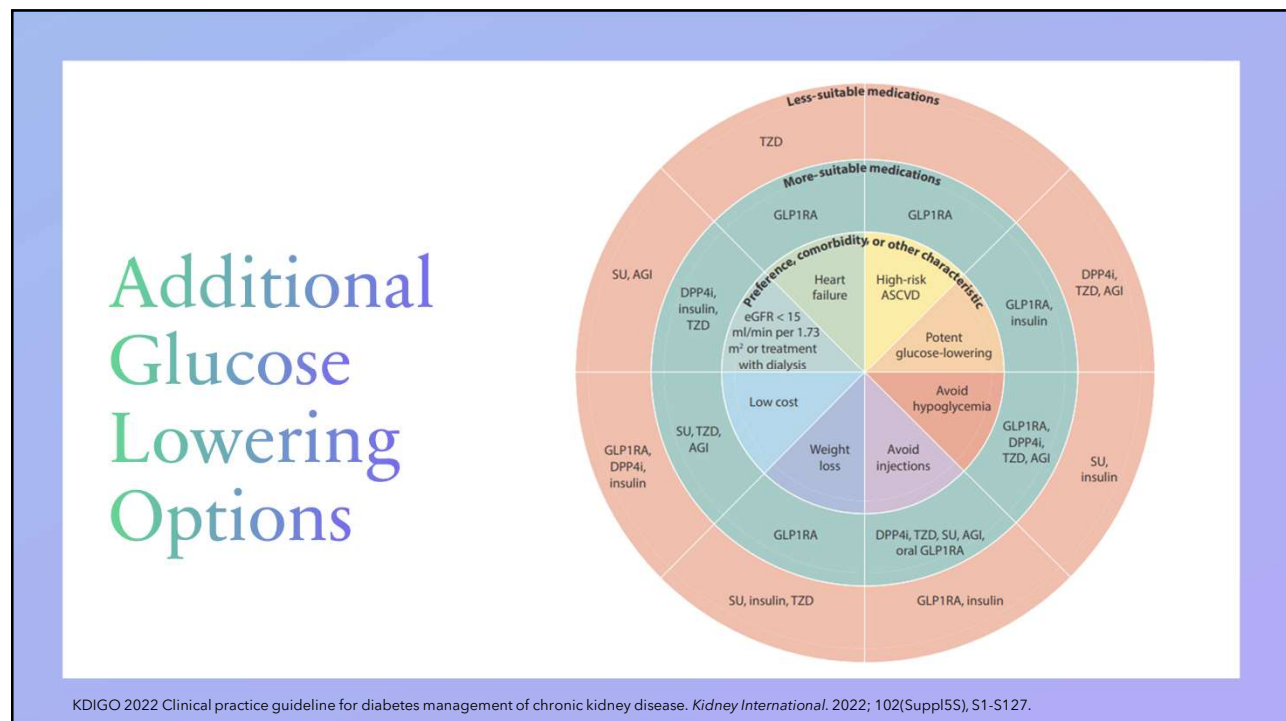 Additional
Glucose
Lowering
Options
Less-suitable medications
TZD
More-suitable medications
GLP1RA
GLP1RA
Preference, comorbidity, or other characteristic
SU, AGI
DPP4i,
insulin,
TZD
Heart
failure
High-risk
ASCVD
GLP1RA,
insulin
DPP4i,
TZD, AGI
eGFR < 15
ml/min per 1.73
m² or treatment
with dialysis
Potent
glucose-lowering
Low cost
Avoid
hypoglycemia
SU, TZD,
AGI
GLP1RA,
DPP4i,
TZD, AGI
GLP1RA,
DPP4i,
insulin
Weight
loss
Avoid
injections
SU,
insulin
GLP1RA
DPP4i, TZD, SU, AGI,
oral GLP1RA
SU, insulin, TZD
GLP1RA, insulin
KDIGO 2022 Clinical practice guideline for diabetes management of chronic kidney disease. Kidney International. 2022; 102(Suppl5S), S1-S127.